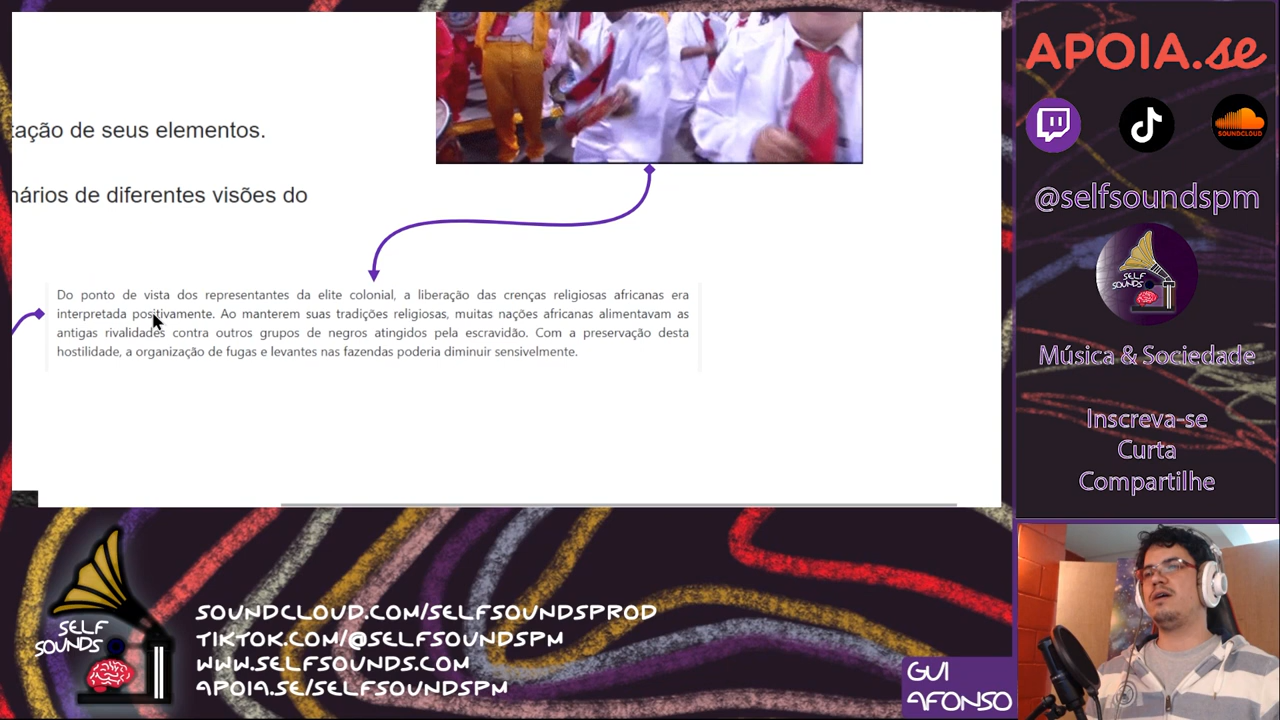 tação de seus elementos.
nários de diferentes visões do
Do ponto de vista dos representantes da elite colonial, a liberação das crenças religiosas africanas era
interpretada positivamente. Ao manterem suas tradições religiosas, muitas nações africanas alimentavam as
antigas rivalidades contra outros grupos de negros atingidos pela escravidão. Com a preservação desta
hostilidade, a organização de fugas e levantes nas fazendas poderia diminuir sensivelmente.
APOIA.se
SOUNDCLOUD
@selfsoundspm
SELF
SOUNDS
Música & Sociedade
Inscreva-se
Curta
Compartilhe
SELF
SOUNDS
SOUNDCLOUD.COM/SELFSOUNDSPROD
TIKTOK.COM/@SELFSOUNDSPM
WWW.SELFSOUNDS.COM
APOIA.SE/SELFSOUNDSPM
GUI
AFONSO